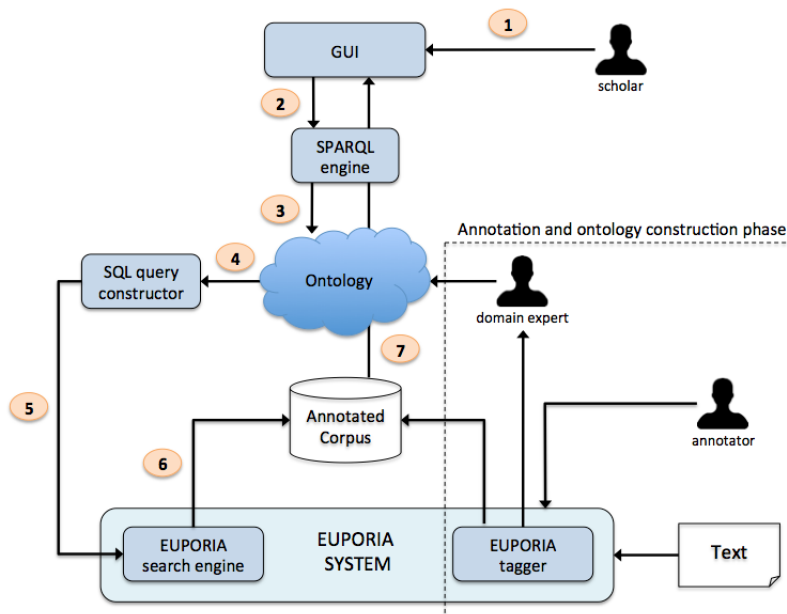 1
GUI
scholar
2
SPARQL
engine
3
Annotation and ontology construction phase
4
SQL query
constructor
Ontology
domain expert
7
5
Annotated
Corpus
annotator
6
EUPORIA
search engine
EUPORIA
SYSTEM
EUPORIA
tagger
Text